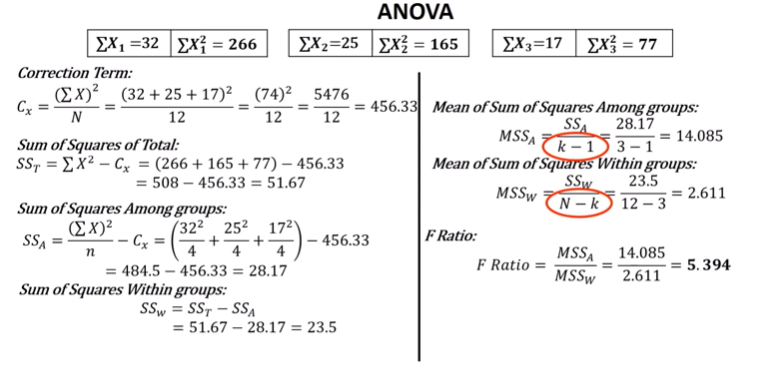 ANOVA
∑X₁ =32 ∑X₁² = 266 ∑X₂=25 ∑X₂² = 165 ∑X₃=17 ∑X₃² = 77
Correction Term:
Cₓ = (∑ X)² / N = (32 + 25 + 17)² / 12 = (74)² / 12 = 5476 / 12 = 456.33
Sum of Squares of Total:
SS_T = ∑ X² − Cₓ = (266 + 165 + 77) − 456.33
= 508 − 456.33 = 51.67
Sum of Squares Among groups:
SS_A = (∑ X)² / n − Cₓ = (32² / 4 + 25² / 4 + 17² / 4) − 456.33
= 484.5 − 456.33 = 28.17
Sum of Squares Within groups:
SS_w = SS_T − SS_A
= 51.67 − 28.17 = 23.5
Mean of Sum of Squares Among groups:
MSS_A = SS_A / k − 1 = 28.17 / 3 − 1 = 14.085
Mean of Sum of Squares Within groups:
MSS_W = SS_W / N − k = 23.5 / 12 − 3 = 2.611
F Ratio:
F Ratio = MSS_A / MSS_W = 14.085 / 2.611 = 5.394